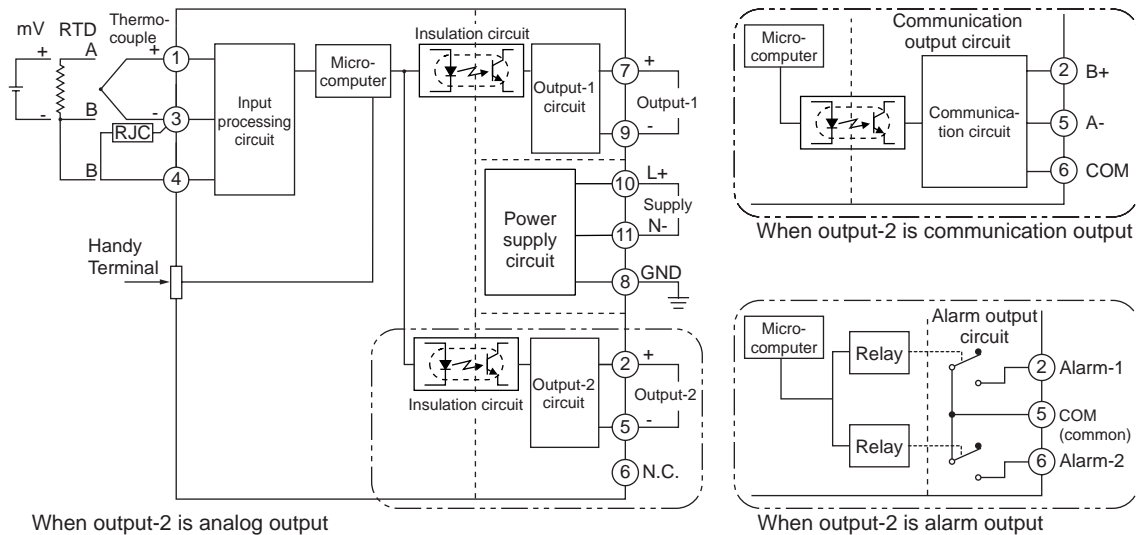 mV
RTD
Thermo-
couple
+
-
A
B
B
+
-
RJC
1
3
4
Input
processing
circuit
Micro-
computer
Insulation circuit
Output-1
circuit
7
+
Output-1
9
-
Power
supply
circuit
10
L+
Supply
11
N-
8
GND
Handy
Terminal
Insulation circuit
Output-2
circuit
2
+
Output-2
5
-
6
N.C.
When output-2 is analog output
Communication
output circuit
Micro-
computer
Communica-
tion circuit
2
B+
5
A-
6
COM
When output-2 is communication output
Alarm output
circuit
Micro-
computer
Relay
Relay
2
Alarm-1
5
COM
(common)
6
Alarm-2
When output-2 is alarm output